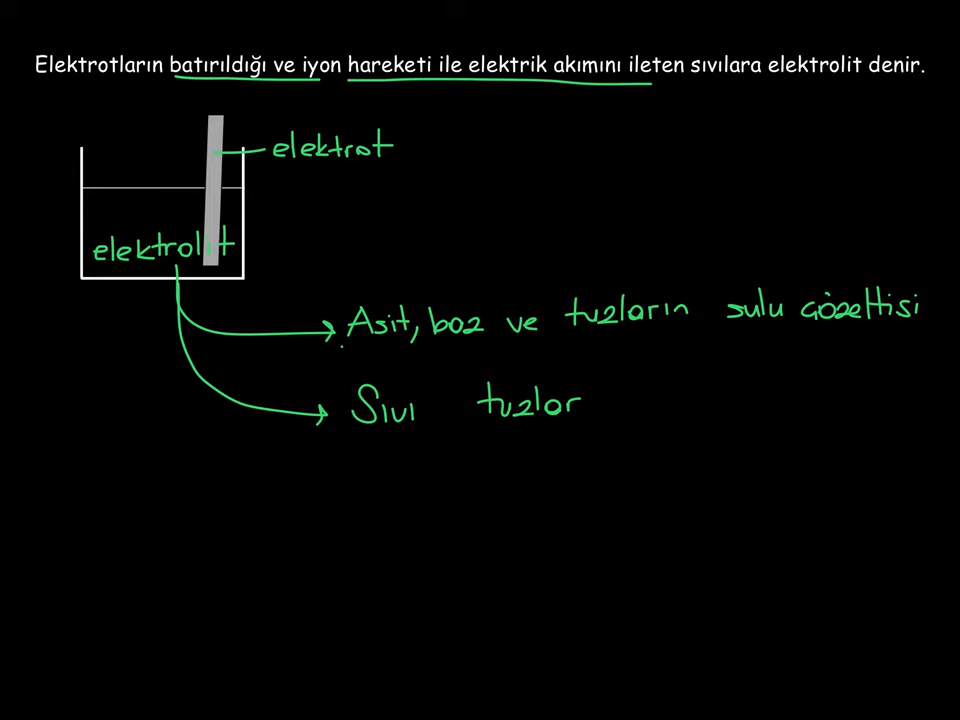 Elektrotların batırıldığı ve iyon hareketi ile elektrik akımını ileten sıvılara elektrolit denir.
elektrot
elektrolit
Asit, baz ve tuzların sulu çözeltisi
Sıvı tuzlar